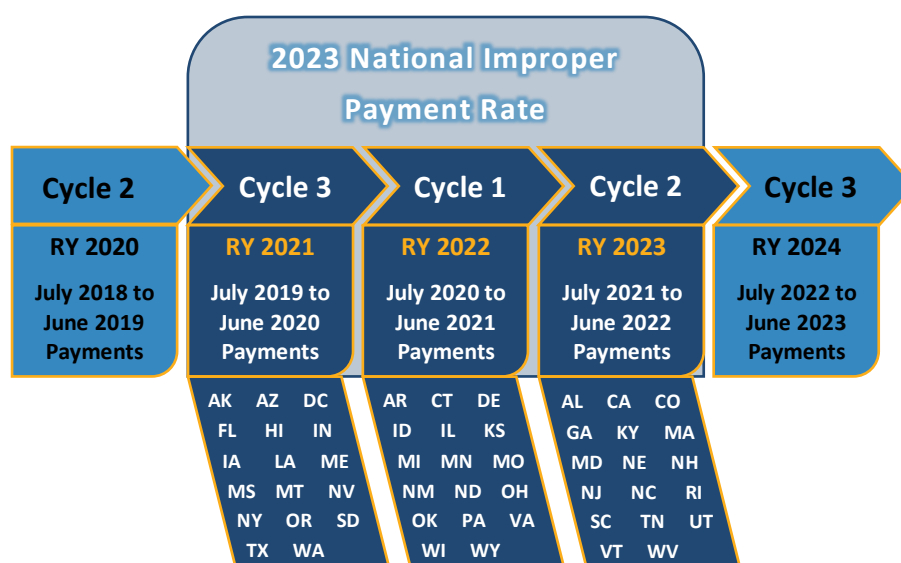 2023 National Improper
Payment Rate
Cycle 2
Cycle 3
Cycle 1
Cycle 2
Cycle 3
RY 2020
July 2018 to
June 2019
Payments
RY 2021
July 2019 to
June 2020
Payments
RY 2022
July 2020 to
June 2021
Payments
RY 2023
July 2021 to
June 2022
Payments
RY 2024
July 2022 to
June 2023
Payments
AK AZ DC
FL HI IN
IA LA ME
MS MT NV
NY OR SD
TX WA
AR CT DE
ID IL KS
MI MN MO
NM ND OH
OK PA VA
WI WY
AL CA CO
GA KY MA
MD NE NH
NJ NC RI
SC TN UT
VT WV